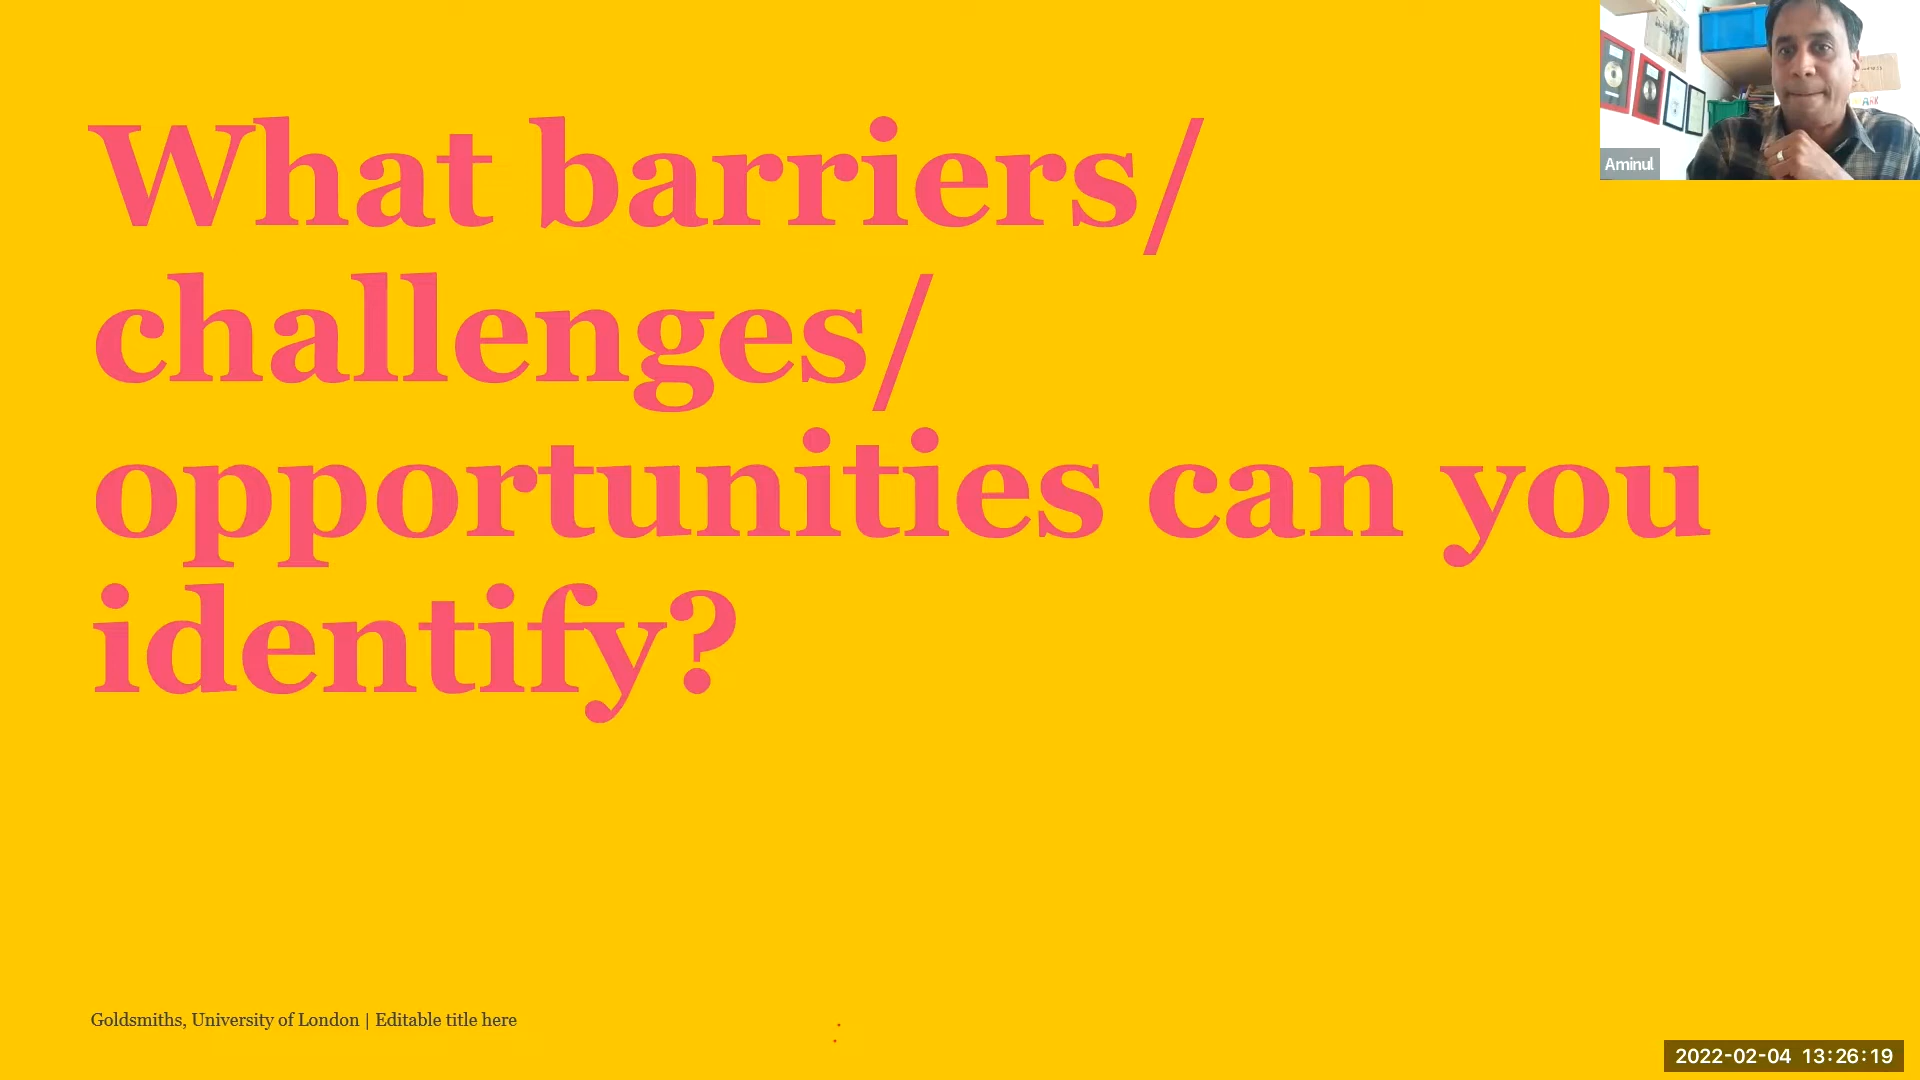 What barriers/
challenges/
opportunities can you
identify?
Aminul
Goldsmiths, University of London | Editable title here
2022-02-04 13:26:19